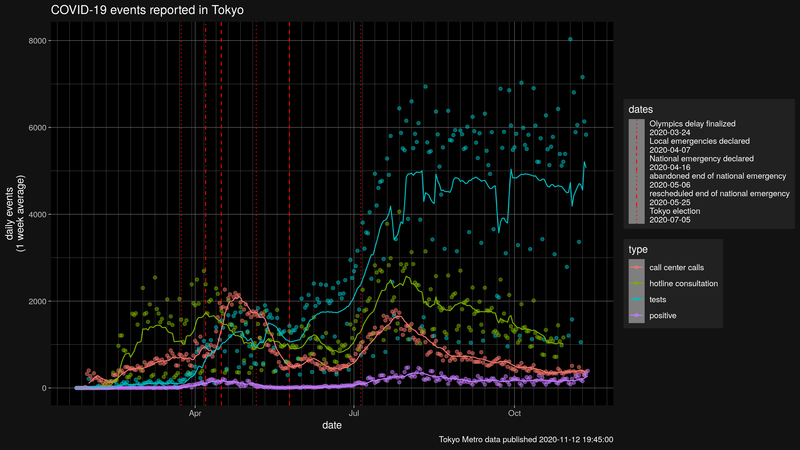 COVID-19 events reported in Tokyo
8000
6000
4000
2000
0
daily events
(1 week average)
Apr
Jul
Oct
date
dates
Olympics delay finalized
2020-03-24
Local emergencies declared
2020-04-07
National emergency declared
2020-04-16
abandoned end of national emergency
2020-05-06
rescheduled end of national emergency
2020-05-25
Tokyo election
2020-07-05
type
call center calls
hotline consultation
tests
positive
Tokyo Metro data published 2020-11-12 19:45:00